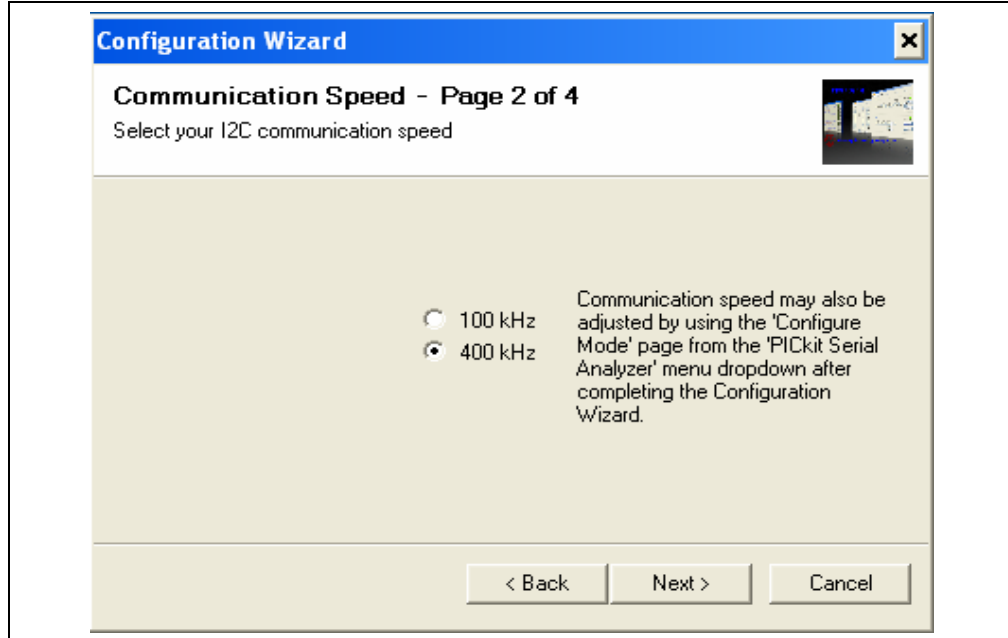 Configuration Wizard
Communication Speed - Page 2 of 4
Select your I2C communication speed
100 kHz
400 kHz
Communication speed may also be
adjusted by using the 'Configure
Mode' page from the 'PICkit Serial
Analyzer' menu dropdown after
completing the Configuration
Wizard.
< Back
Next >
Cancel